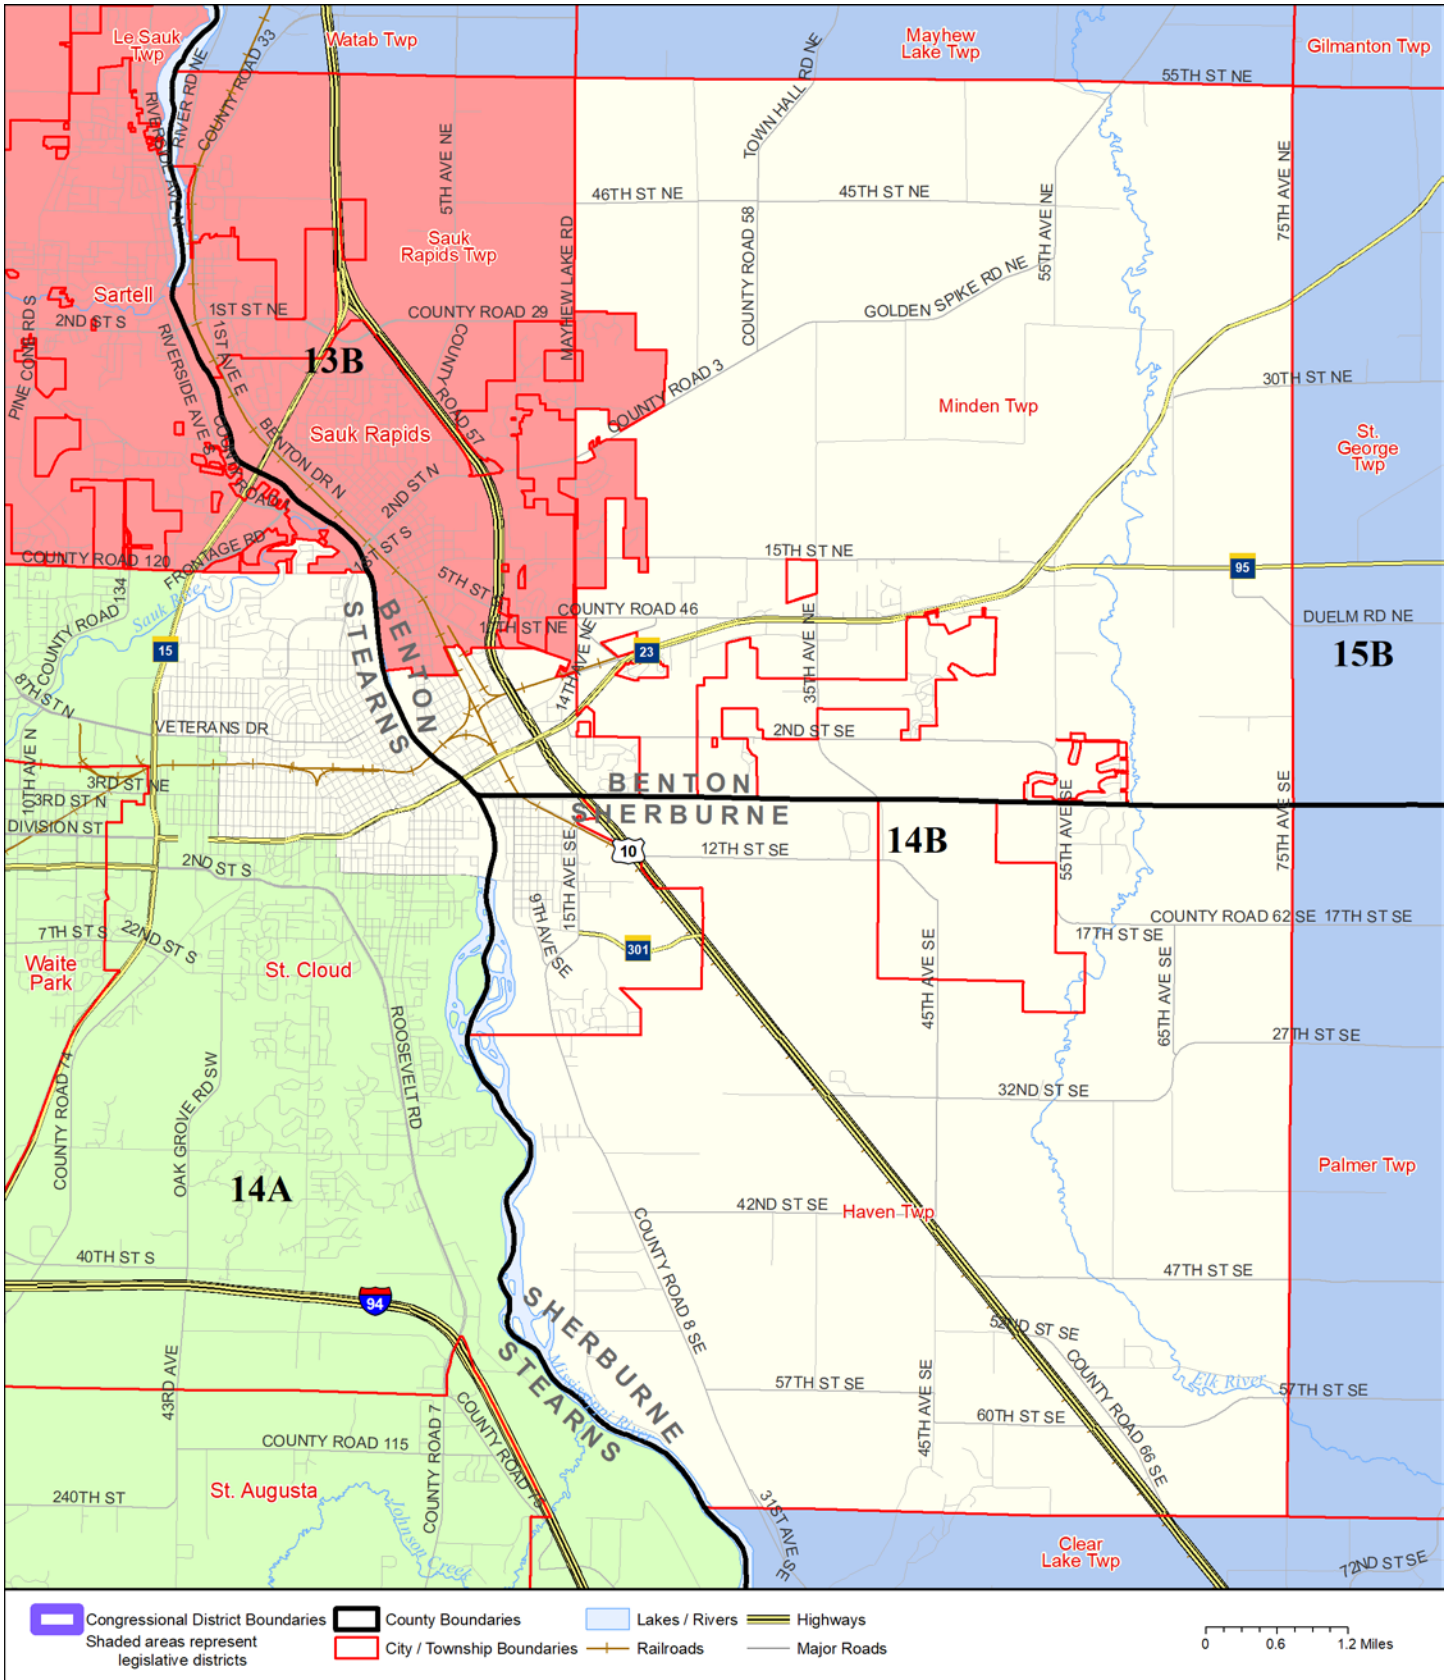 Le Sauk
Twp
Watab Twp
Mayhew
Lake Twp
Gilmanton Twp
55TH ST NE
RIVER RD NE
COUNTY ROAD 33
RIVERSIDE AVE N
5TH AVE NE
TOWN HALL RD NE
75TH AVE NE
46TH ST NE
45TH ST NE
COUNTY ROAD 58
55TH AVE NE
MAYHEW LAKE RD
Sauk
Rapids Twp
GOLDEN SPIKE RD NE
Sartell
PINE CONE RD S
2ND ST S
1ST ST NE
COUNTY ROAD 29
13B
1ST AVE E
RIVERSIDE AVE S
COUNTY ROAD 57
COUNTY ROAD 3
30TH ST NE
Minden Twp
Sauk Rapids
BENTON DR N
2ND ST N
St.
George
Twp
COUNTY ROAD
FRONTAGE RD
COUNTY ROAD 120
1ST ST S
15TH ST NE
95
5TH ST
COUNTY ROAD 134
Sauk River
BENTON
STEARNS
COUNTY ROAD 46
DUELM RD NE
15
23
14TH AVE NE
35TH AVE NE
15B
8TH ST N
VETERANS DR
2ND ST SE
10TH AVE N
3RD ST NE
3RD ST N
DIVISION ST
BENTON
SHERBURNE
55TH AVE SE
75TH AVE SE
14B
10
12TH ST SE
2ND ST S
15TH AVE SE
9TH AVE SE
COUNTY ROAD 62 SE
17TH ST SE
17TH ST SE
7TH ST S
22ND ST S
301
45TH AVE SE
65TH AVE SE
Waite
Park
St. Cloud
ROOSEVELT RD
27TH ST SE
COUNTY ROAD 74
OAK GROVE RD SW
32ND ST SE
14A
Palmer Twp
42ND ST SE
Haven Twp
COUNTY ROAD 8 SE
40TH ST S
47TH ST SE
94
SHERBURNE
STEARNS
Mississippi River
52ND ST SE
COUNTY ROAD 66 SE
43RD AVE
57TH ST SE
45TH AVE SE
Elk River
57TH ST SE
60TH ST SE
COUNTY ROAD 7
COUNTY ROAD 75
COUNTY ROAD 115
St. Augusta
240TH ST
Johnson Creek
31ST AVE SE
Clear
Lake Twp
72ND ST SE
Congressional District Boundaries
County Boundaries
Lakes / Rivers
Highways
Shaded areas represent
legislative districts
City / Township Boundaries
Railroads
Major Roads
0 0.6 1.2 Miles